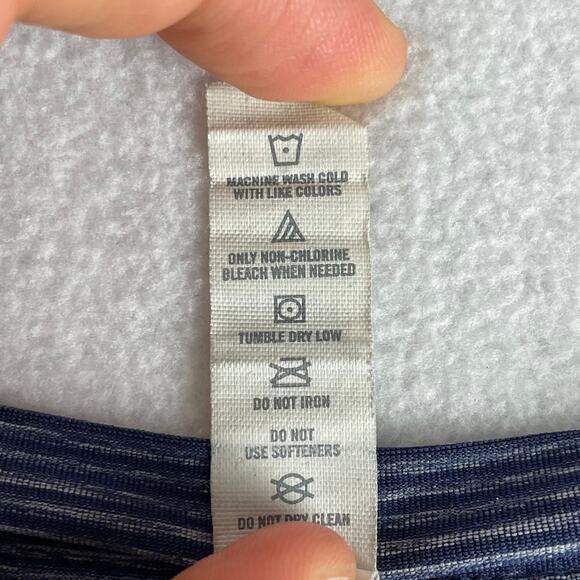 MACHINE WASH COLD
WITH LIKE COLORS
ONLY NON-CHLORINE
BLEACH WHEN NEEDED
TUMBLE DRY LOW
DO NOT IRON
DO NOT
USE SOFTENERS
DO NOT DRY CLEAN